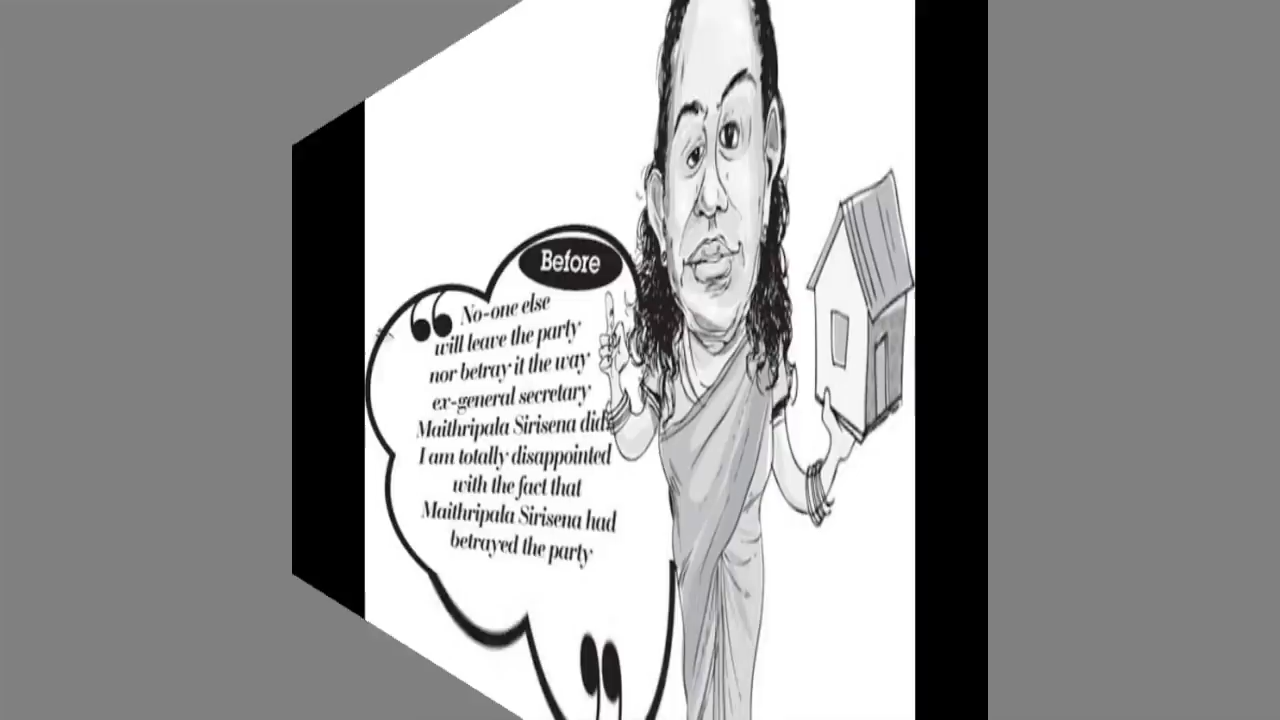 Before
“ No-one else
will leave the party
nor betray it the way
ex-general secretary
Maithripala Sirisena did.
I am totally disappointed
with the fact that
Maithripala Sirisena had
betrayed the party
”